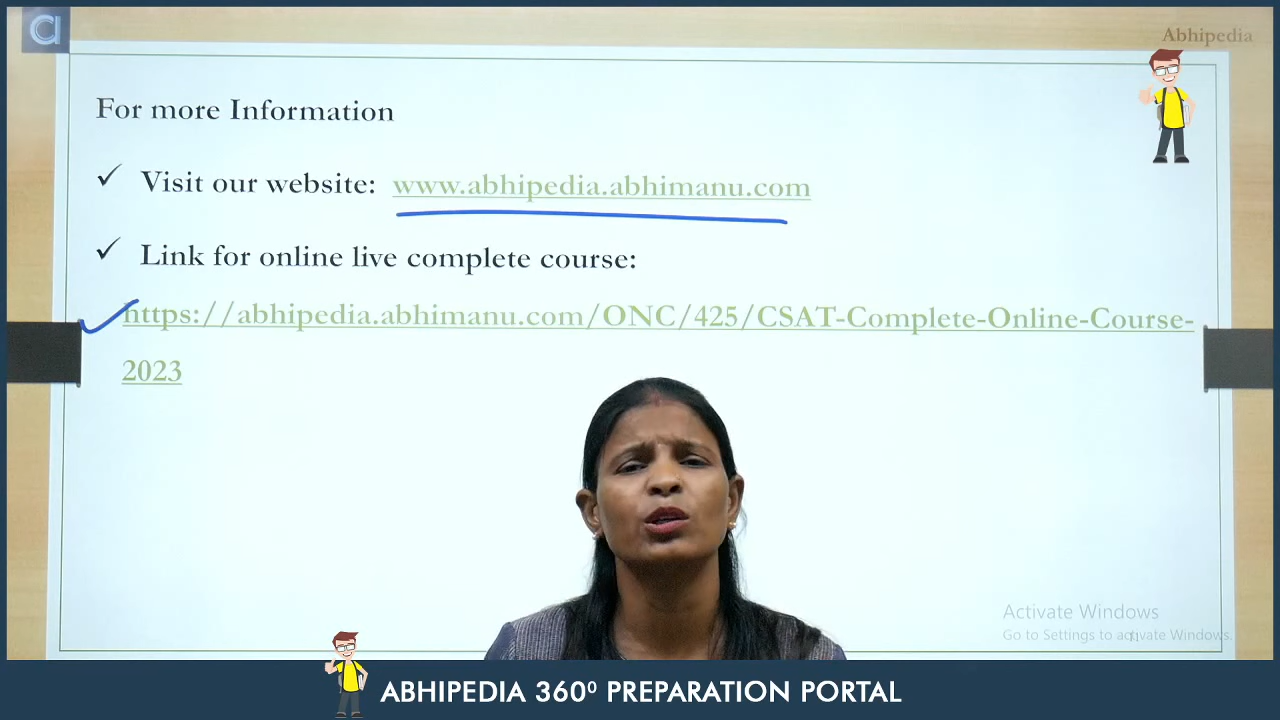 Abhipedia
For more Information
✓ Visit our website: www.abhipedia.abhimanu.com
✓ Link for online live complete course:
https://abhipedia.abhimanu.com/ONC/425/CSAT-Complete-Online-Course-
2023
Activate Windows
Go to Settings to activate Windows.
ABHIPEDIA 360⁰ PREPARATION PORTAL